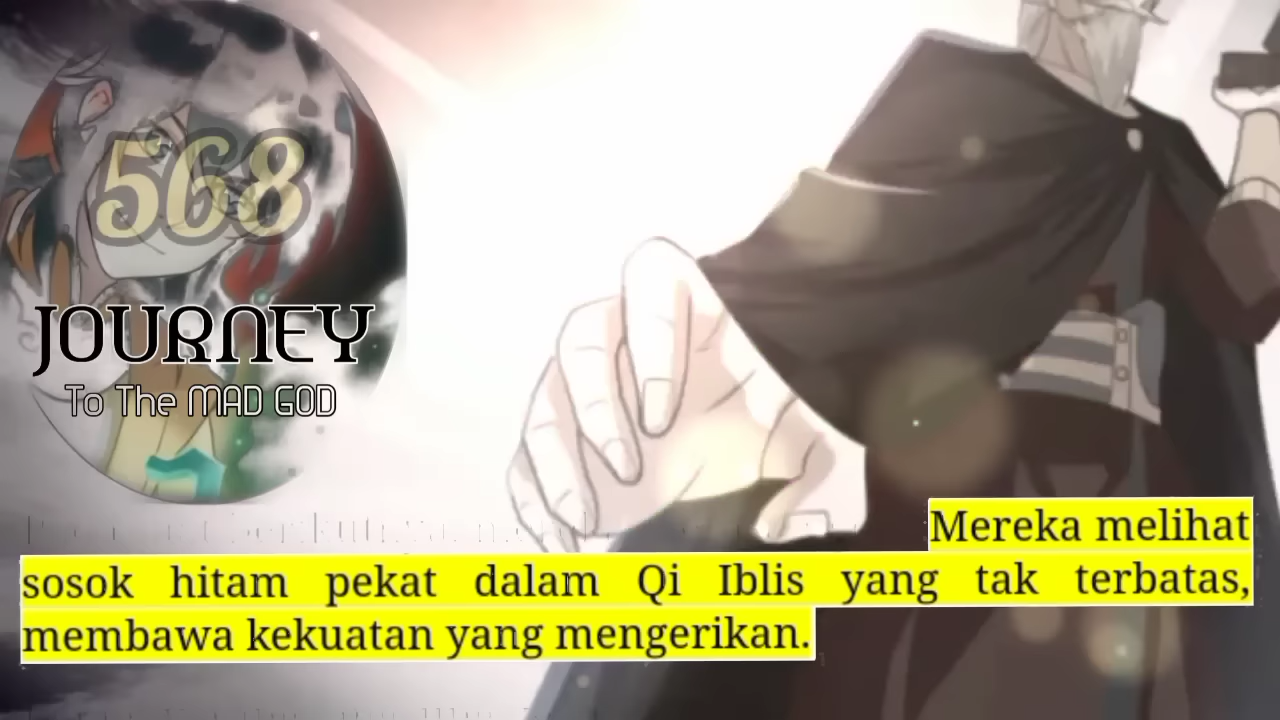 568
JOURNEY
To The MAD GOD
Mereka melihat
sosok hitam pekat dalam Qi Iblis yang tak terbatas,
membawa kekuatan yang mengerikan.